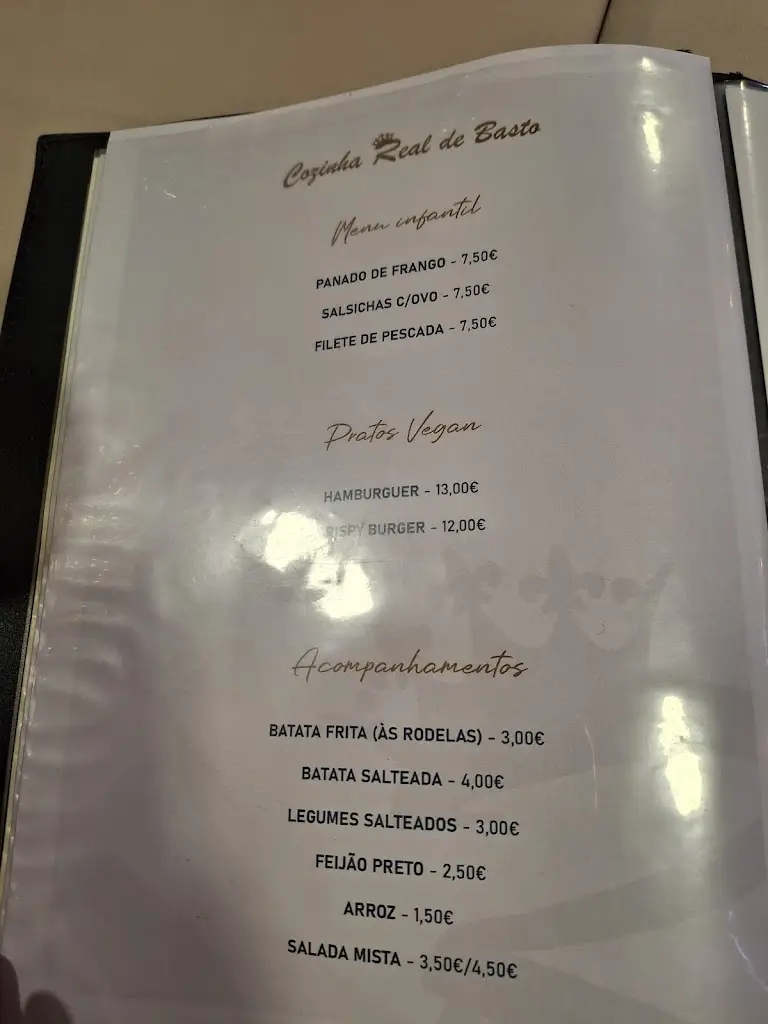 Cozinha Real de Basto
Menu infantil
PANADO DE FRANGO - 7,50€
SALSICHAS C/OVO - 7,50€
FILETE DE PESCADA - 7,50€
Pratos Vegan
HAMBURGUER - 13,00€
BURGER - 12,00€
Acompanhamentos
BATATA FRITA (ÀS RODELAS) - 3,00€
BATATA SALTEADA - 4,00€
LEGUMES SALTEADOS - 3,00€
FEIJÃO PRETO - 2,50€
ARROZ - 1,50€
SALADA MISTA - 3,50€/4,50€